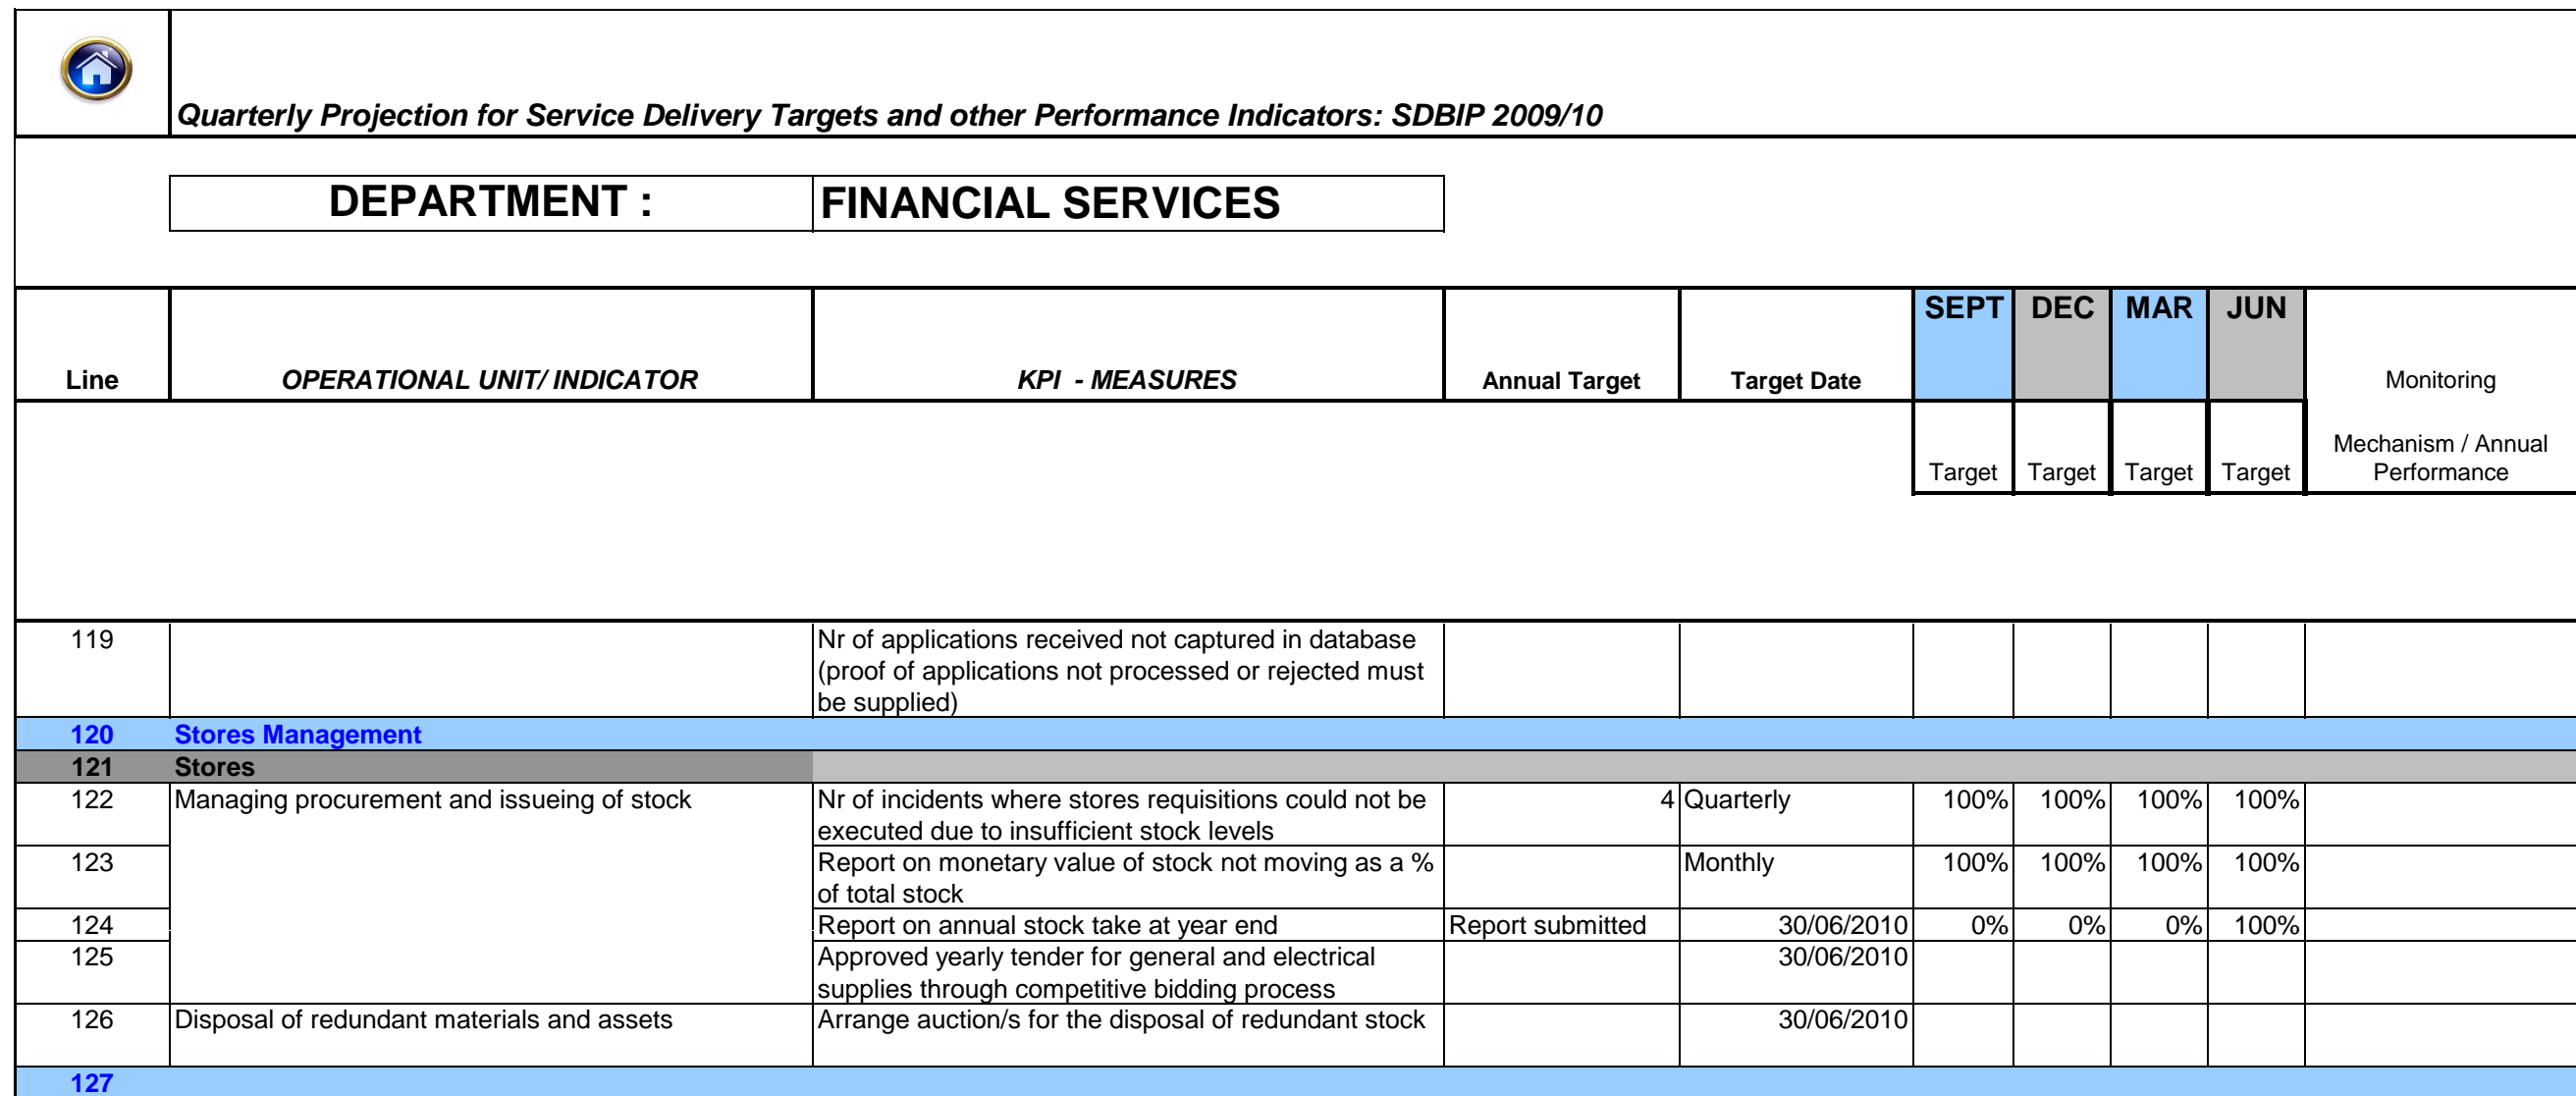 Quarterly Projection for Service Delivery Targets and other Performance Indicators: SDBIP 2009/10
DEPARTMENT : FINANCIAL SERVICES
SEPT DEC MAR JUN
Line OPERATIONAL UNIT/ INDICATOR KPI - MEASURES Annual Target Target Date Monitoring
Mechanism / Annual
Target Target Target Target Performance
119 Nr of applications received not captured in database
(proof of applications not processed or rejected must
be supplied)
120 Stores Management
121 Stores
122 Managing procurement and issueing of stock Nr of incidents where stores requisitions could not be 4 Quarterly 100% 100% 100% 100%
executed due to insufficient stock levels
123 Report on monetary value of stock not moving as a % Monthly 100% 100% 100% 100%
of total stock
124 Report on annual stock take at year end Report submitted 30/06/2010 0% 0% 0% 100%
125 Approved yearly tender for general and electrical 30/06/2010
supplies through competitive bidding process
126 Disposal of redundant materials and assets Arrange auction/s for the disposal of redundant stock 30/06/2010
127